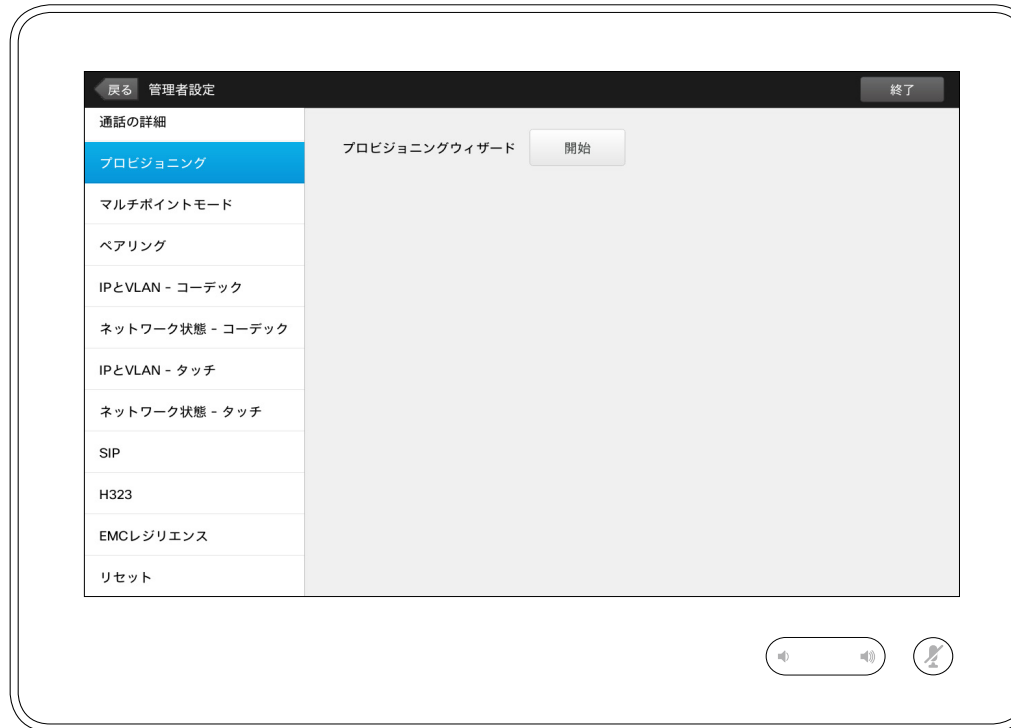 戻る 管理者設定 終了
通話の詳細
プロビジョニング
マルチポイントモード
ペアリング
IPとVLAN - コーデック
ネットワーク状態 - コーデック
IPとVLAN - タッチ
ネットワーク状態 - タッチ
SIP
H323
EMCレジリエンス
リセット
プロビジョニングウィザード 開始